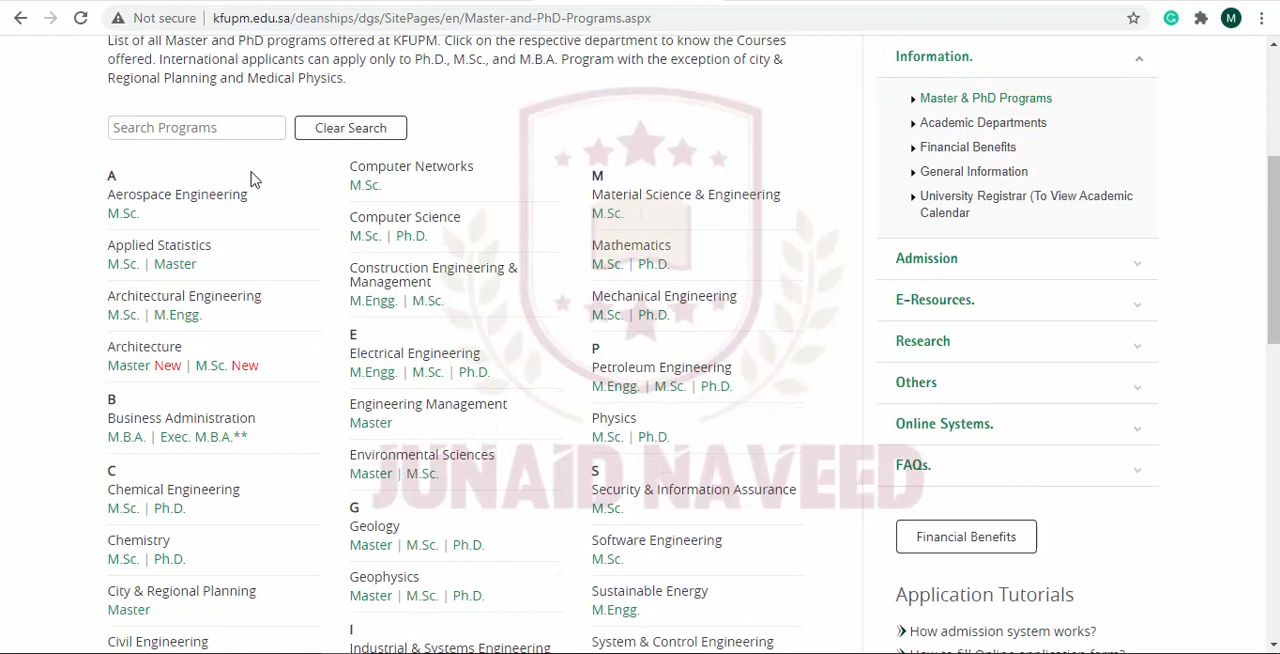 Not secure
kfupm.edu.sa/deanships/dgs/SitePages/en/Master-and-PhD-Programs.aspx
M
List of all Master and PhD programs offered at KFUPM. Click on the respective department to know the Courses
offered. International applicants can apply only to Ph.D., M.Sc., and M.B.A. Program with the exception of city &
Regional Planning and Medical Physics.
Search Programs
Clear Search
A
Aerospace Engineering
M.Sc.
Applied Statistics
M.Sc. | Master
Architectural Engineering
M.Sc. | M.Engg.
Architecture
Master New | M.Sc. New
B
Business Administration
M.B.A. | Exec. M.B.A.**
C
Chemical Engineering
M.Sc. | Ph.D.
Chemistry
M.Sc. | Ph.D.
City & Regional Planning
Master
Civil Engineering
Computer Networks
M.Sc.
Computer Science
M.Sc. | Ph.D.
Construction Engineering &
Management
M.Engg. | M.Sc.
E
Electrical Engineering
M.Engg. | M.Sc. | Ph.D.
Engineering Management
Master
Environmental Sciences
Master | M.Sc.
G
Geology
Master | M.Sc. | Ph.D.
Geophysics
Master | M.Sc. | Ph.D.
I
Industrial & Systems Engineering
M
Material Science & Engineering
M.Sc.
Mathematics
M.Sc. | Ph.D.
Mechanical Engineering
M.Sc. | Ph.D.
P
Petroleum Engineering
M.Engg. | M.Sc. | Ph.D.
Physics
M.Sc. | Ph.D.
S
Security & Information Assurance
M.Sc.
Software Engineering
M.Sc.
Sustainable Energy
M.Engg.
System & Control Engineering
JUNAID NAVEED
Information.
Master & PhD Programs
Academic Departments
Financial Benefits
General Information
University Registrar (To View Academic
Calendar
Admission
E-Resources.
Research
Others
Online Systems.
FAQs.
Financial Benefits
Application Tutorials
How admission system works?
How to fill Online application form?